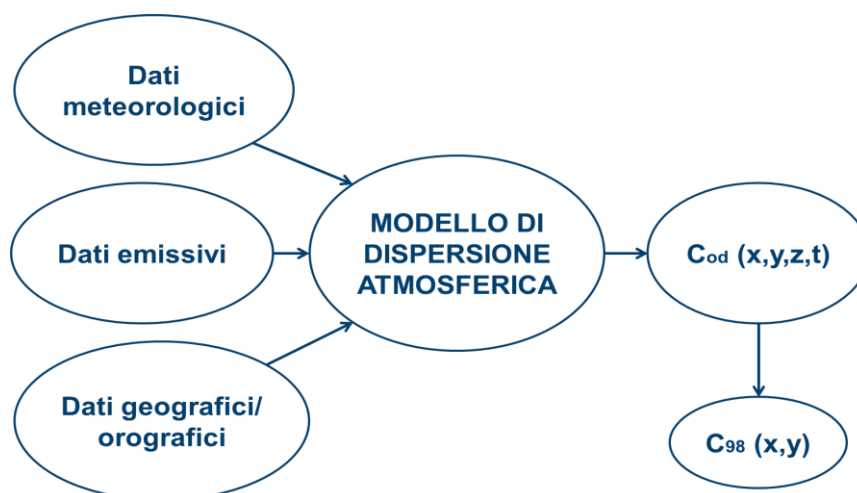 Dati
meteorologici
Dati emissivi
Dati geografici/
orografici
MODELLO DI
DISPERSIONE
ATMOSFERICA
Cod (x,y,z,t)
C98 (x,y)